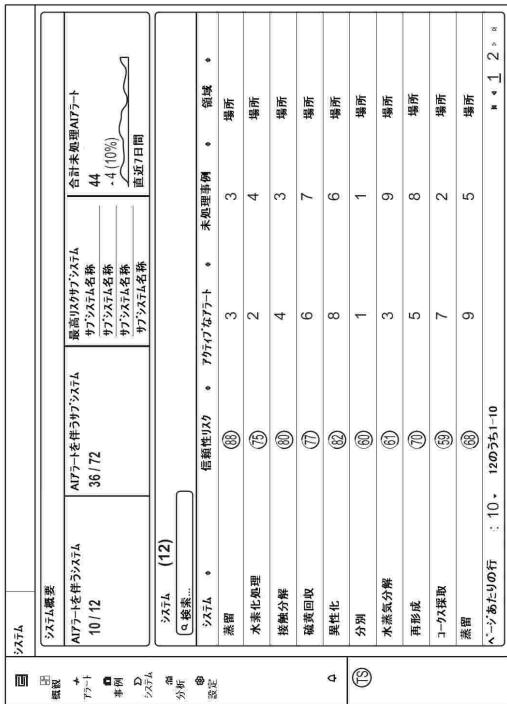 システム
概観
アラート
事例
システム
分析
設定
TS
システム概要
AIアラートを伴うシステム
10 / 12
AIアラートを伴うサブシステム
36 / 72
最高リスクサブシステム
サブシステム名称
サブシステム名称
サブシステム名称
サブシステム名称
合計未処理AIアラート
44
-4 (10%)
直近7日間
システム (12)
検索...
システム 信頼性リスク アクティブなアラート 未処理事例 領域
蒸留 88 3 3 場所
水素化処理 75 2 4 場所
接触分解 80 4 3 場所
硫黄回収 77 6 7 場所
異性化 82 8 6 場所
分別 60 1 1 場所
水蒸気分解 61 3 9 場所
再形成 70 5 8 場所
コークス採取 59 7 2 場所
蒸留 68 9 5 場所
ページあたりの行 : 10 12のうち1-10 1 2